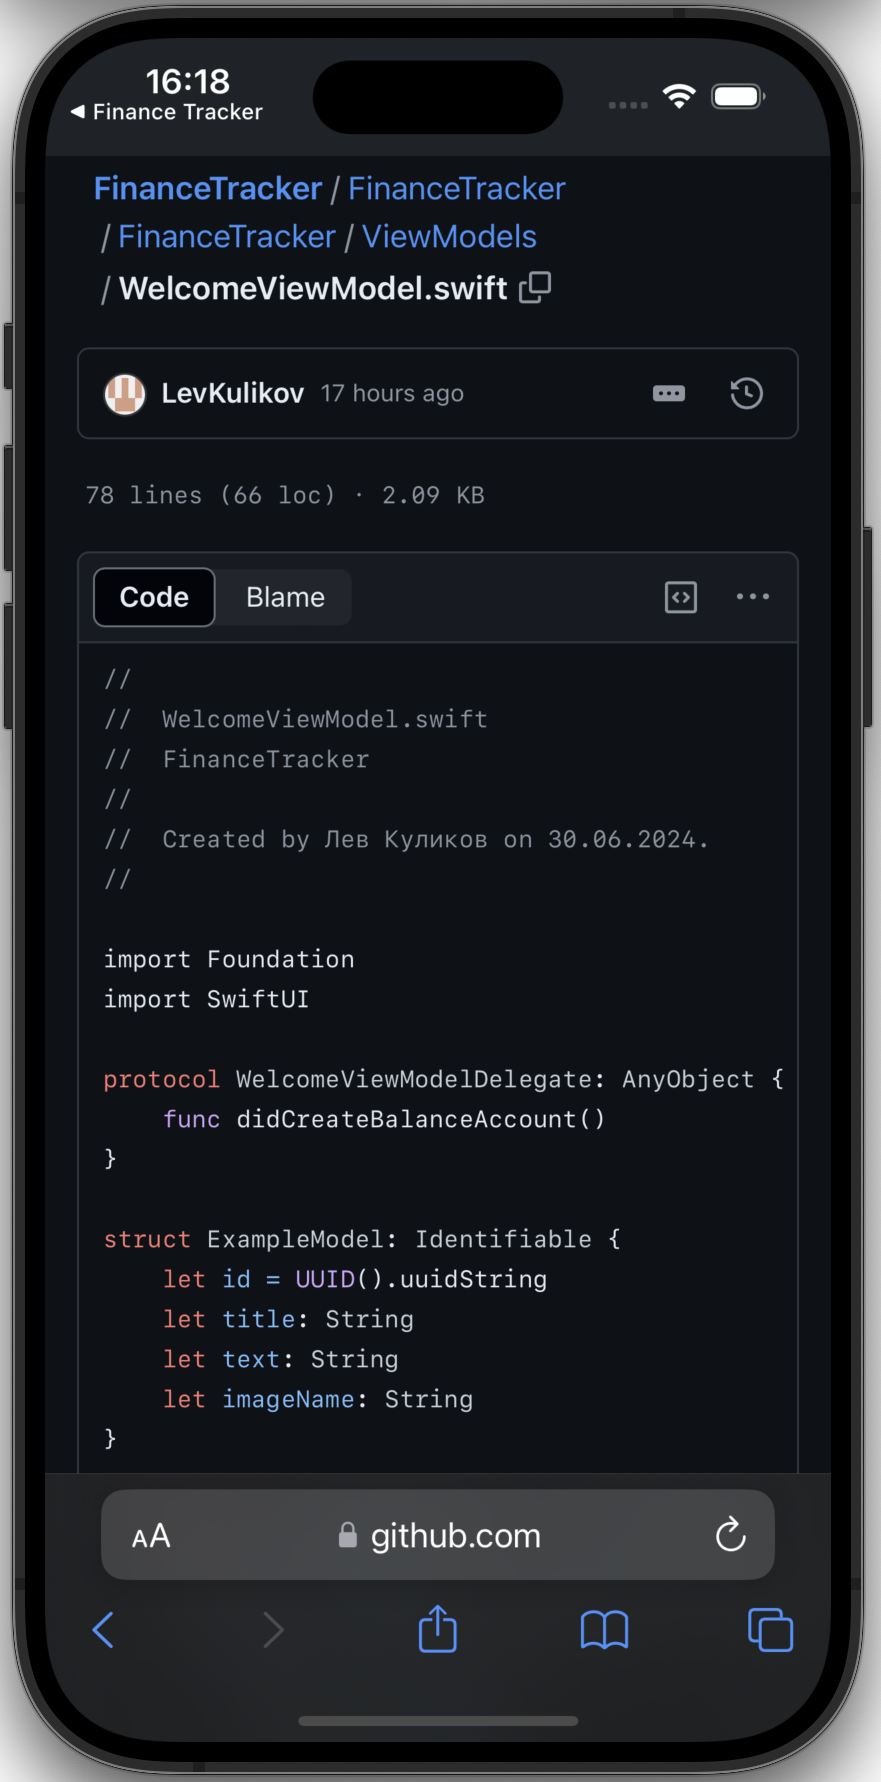 16:18
◀ Finance Tracker
FinanceTracker / FinanceTracker
/ FinanceTracker / ViewModels
/ WelcomeViewModel.swift
LevKulikov 17 hours ago
78 lines (66 loc) · 2.09 KB
Code Blame
//
//  WelcomeViewModel.swift
//  FinanceTracker
//
//  Created by Лев Куликов on 30.06.2024.
//
import Foundation
import SwiftUI
protocol WelcomeViewModelDelegate: AnyObject {
    func didCreateBalanceAccount()
}
struct ExampleModel: Identifiable {
    let id = UUID().uuidString
    let title: String
    let text: String
    let imageName: String
}
AA github.com